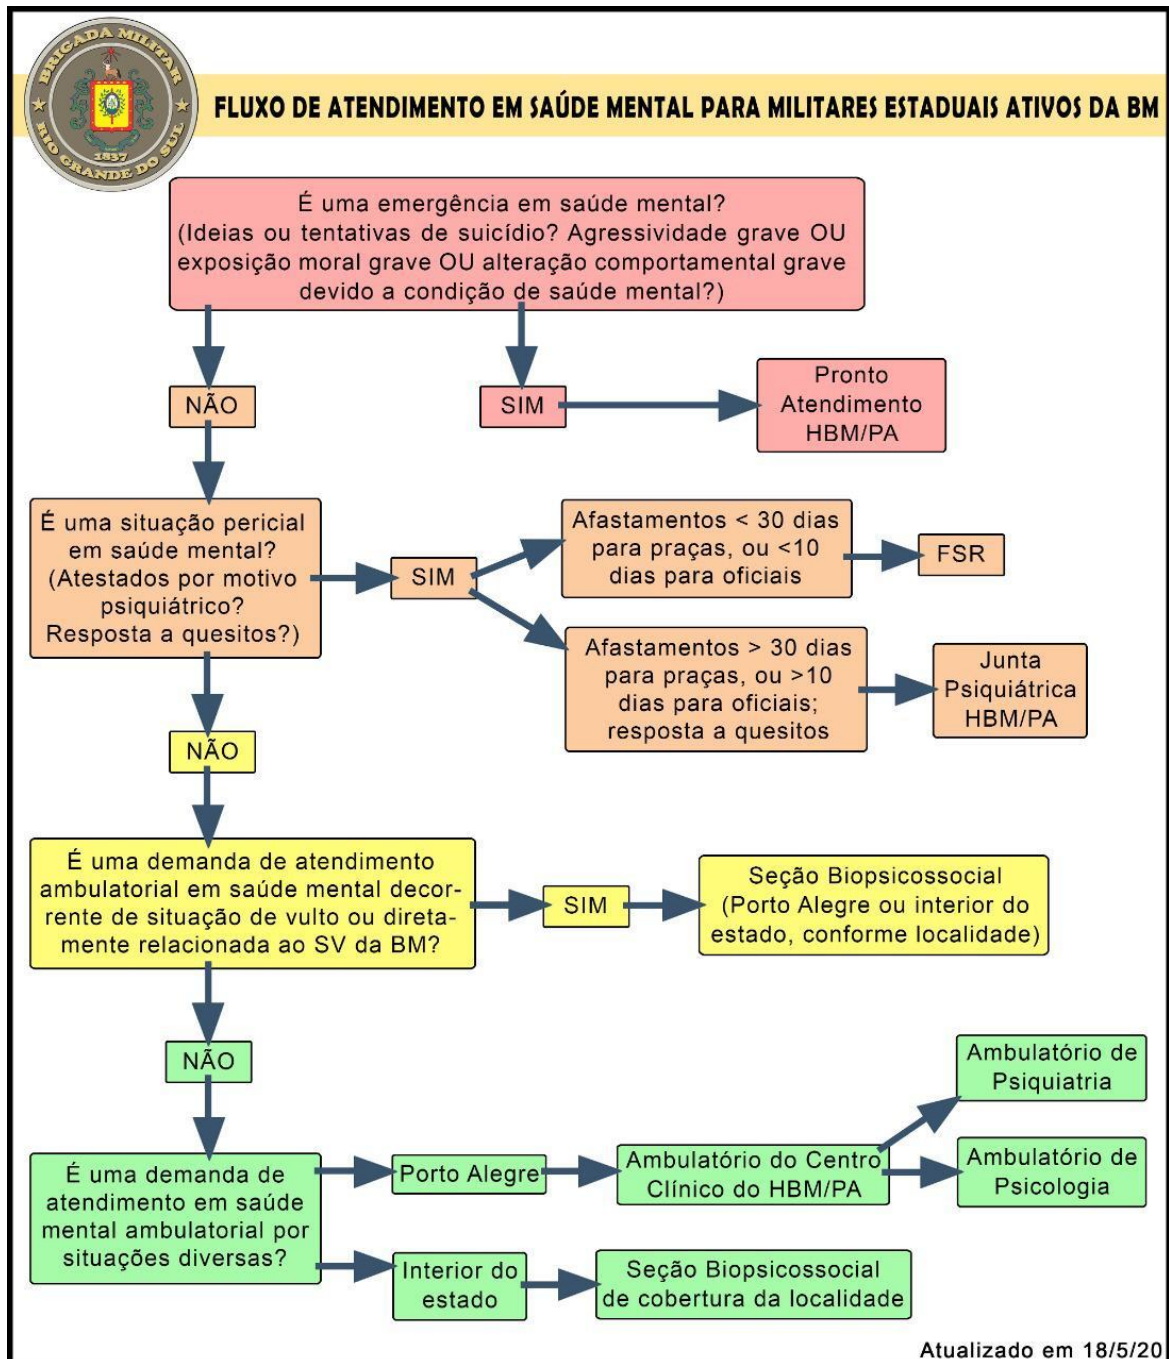 BRIGADA MILITAR
RIO GRANDE DO SUL
1837
FLUXO DE ATENDIMENTO EM SAÚDE MENTAL PARA MILITARES ESTADUAIS ATIVOS DA BM
É uma emergência em saúde mental?
(Ideias ou tentativas de suicídio? Agressividade grave OU
exposição moral grave OU alteração comportamental grave
devido a condição de saúde mental?)
NÃO
SIM
Pronto
Atendimento
HBM/PA
É uma situação pericial
em saúde mental?
(Atestados por motivo
psiquiátrico?
Resposta a quesitos?)
SIM
Afastamentos < 30 dias
para praças, ou <10
dias para oficiais
FSR
Afastamentos > 30 dias
para praças, ou >10
dias para oficiais;
resposta a quesitos
Junta
Psiquiátrica
HBM/PA
NÃO
É uma demanda de atendimento
ambulatorial em saúde mental decor-
rente de situação de vulto ou direta-
mente relacionada ao SV da BM?
SIM
Seção Biopsicossocial
(Porto Alegre ou interior do
estado, conforme localidade)
NÃO
É uma demanda de
atendimento em saúde
mental ambulatorial por
situações diversas?
Porto Alegre
Ambulatório do Centro
Clínico do HBM/PA
Ambulatório de
Psiquiatria
Ambulatório de
Psicologia
Interior do
estado
Seção Biopsicossocial
de cobertura da localidade
Atualizado em 18/5/20